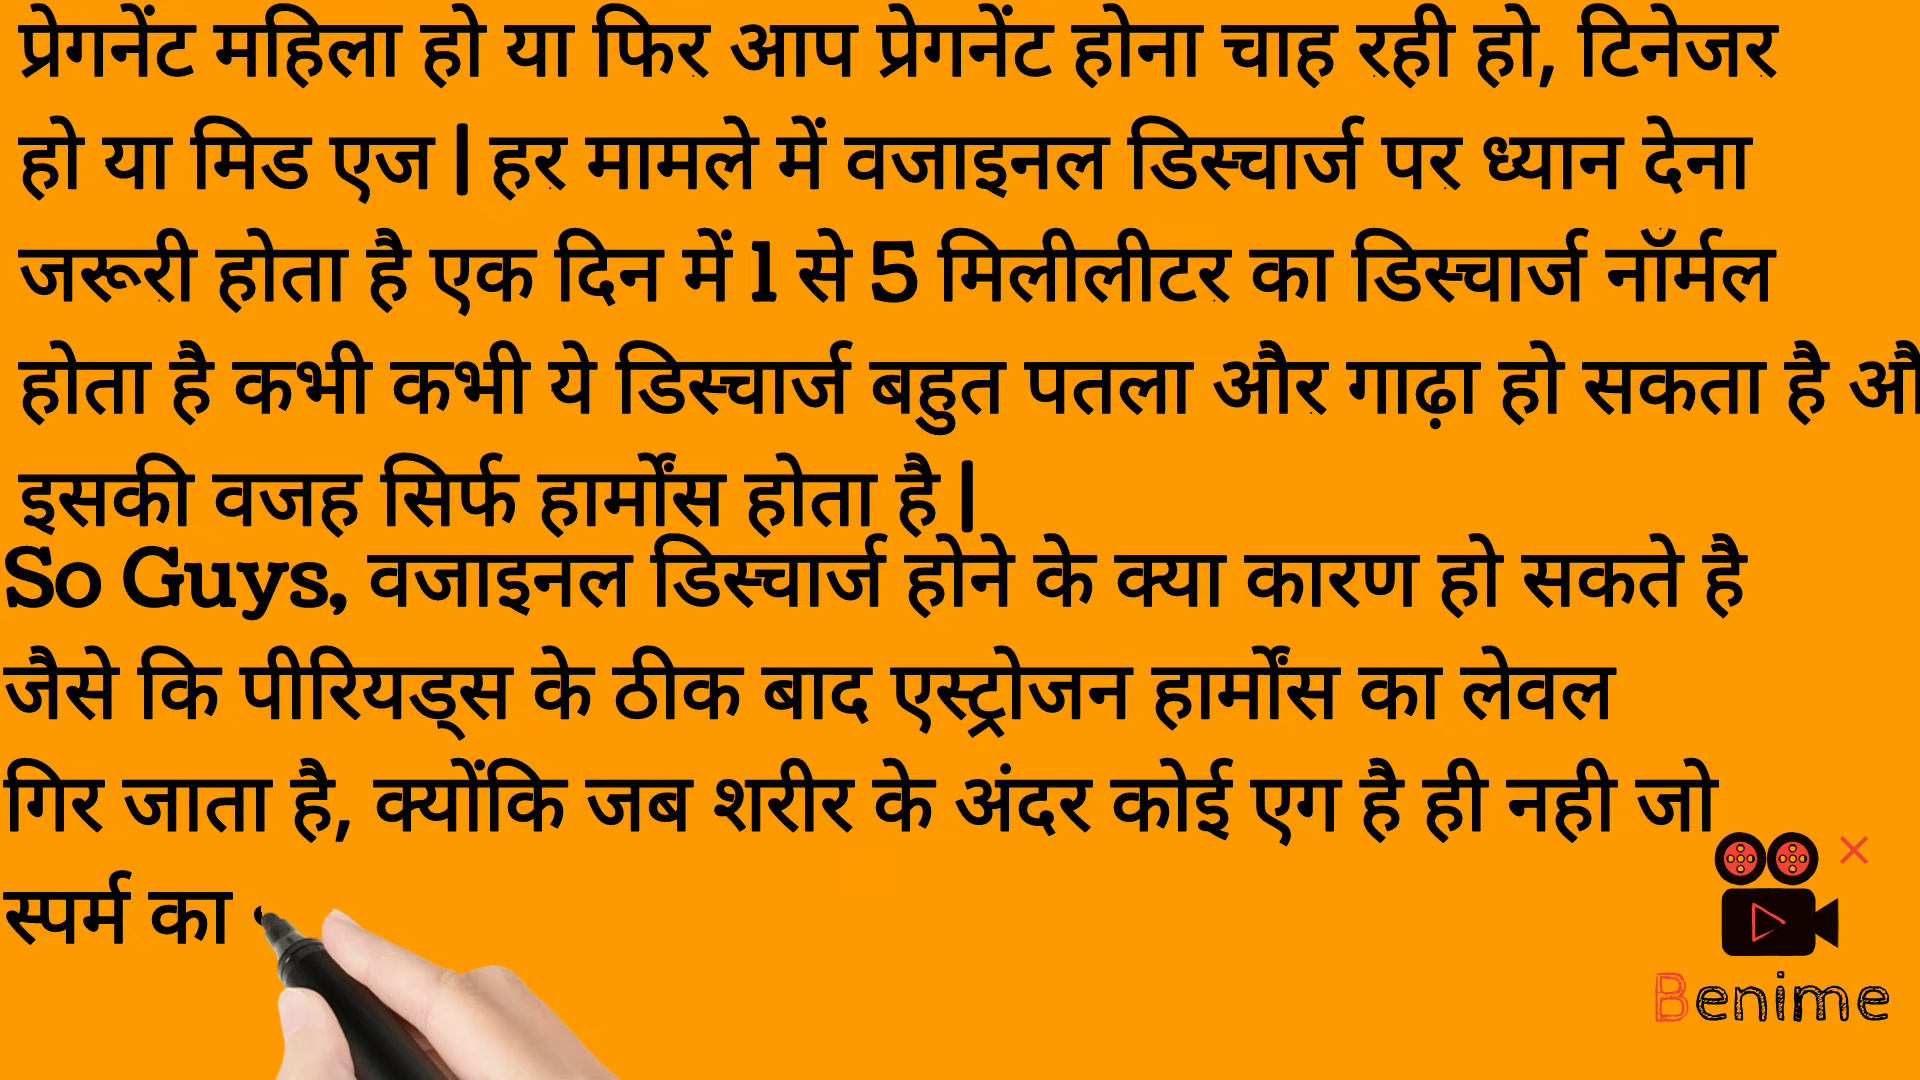 प्रेगनेंट महिला हो या फिर आप प्रेगनेंट होना चाह रही हो, टिनेजर
हो या मिड एज | हर मामले में वजाइनल डिस्चार्ज पर ध्यान देना
जरूरी होता है एक दिन में 1 से 5 मिलीलीटर का डिस्चार्ज नॉर्मल
होता है कभी कभी ये डिस्चार्ज बहुत पतला और गाढ़ा हो सकता है
इसकी वजह सिर्फ हार्मोंस होता है |
So Guys, वजाइनल डिस्चार्ज होने के क्या कारण हो सकते है
जैसे कि पीरियड्स के ठीक बाद एस्ट्रोजन हार्मोंस का लेवल
गिर जाता है, क्योंकि जब शरीर के अंदर कोई एग है ही नही जो
स्पर्म का
Benime